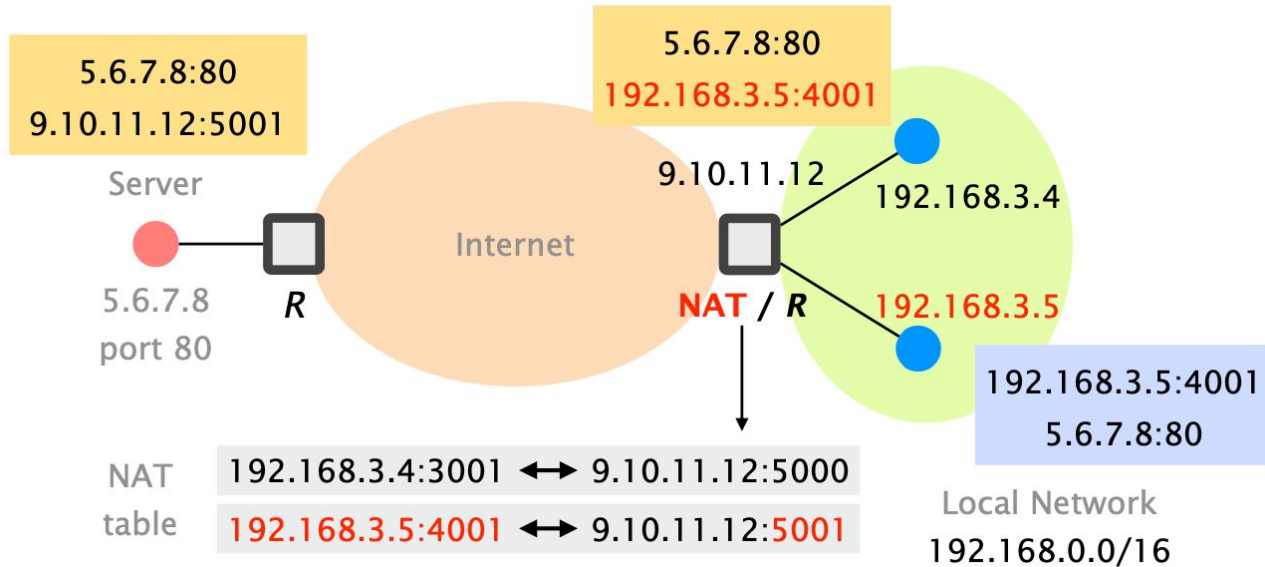 5.6.7.8:80
9.10.11.12:5001
Server
5.6.7.8
port 80
R
Internet
5.6.7.8:80
192.168.3.5:4001
9.10.11.12
192.168.3.4
NAT / R
192.168.3.5
192.168.3.5:4001
5.6.7.8:80
Local Network
192.168.0.0/16
NAT
table
192.168.3.4:3001 ↔ 9.10.11.12:5000
192.168.3.5:4001 ↔ 9.10.11.12:5001